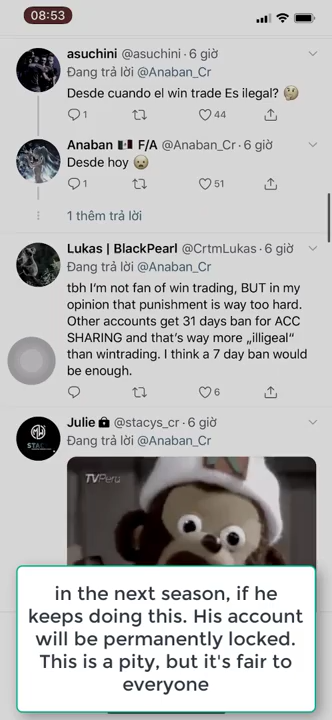 08:53
asuchini @asuchini · 6 giờ
Đang trả lời @Anaban_Cr
Desde cuando el win trade Es ilegal? 🤔
1 44
Anaban 🇲🇽 F/A @Anaban_Cr · 6 giờ
Desde hoy 😢
1 51
1 thêm trả lời
Lukas | BlackPearl @CrtmLukas · 6 giờ
Đang trả lời @Anaban_Cr
tbh I'm not fan of win trading, BUT in my
opinion that punishment is way too hard.
Other accounts get 31 days ban for ACC
SHARING and that's way more „illigeal“
than wintrading. I think a 7 day ban would
be enough.
6
Julie 🔒 @stacys_cr · 6 giờ
Đang trả lời @Anaban_Cr
TVPerú
in the next season, if he
keeps doing this. His account
will be permanently locked.
This is a pity, but it's fair to
everyone